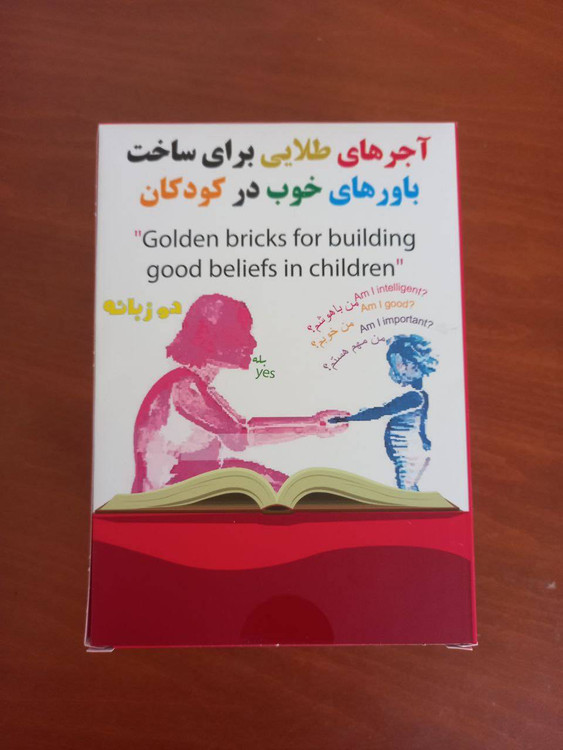 آجرهای طلایی برای ساخت
باورهای خوب در کودکان
"Golden bricks for building
good beliefs in children"
دو زبانه
Am I intelligent?
من باهوشم؟
Am I good?
من خوبم؟
Am I important?
من مهم هستم؟
بله
yes